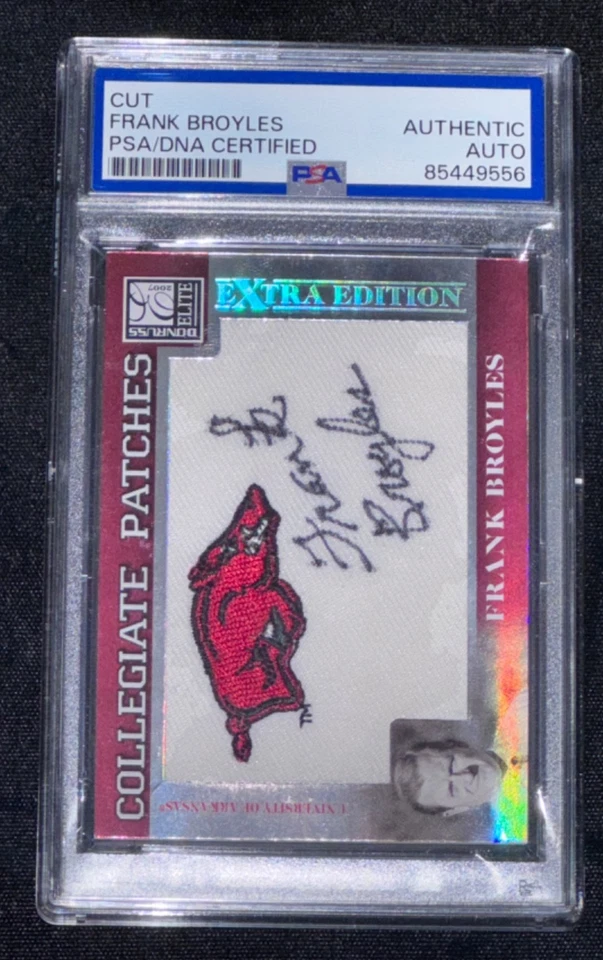 CUT
FRANK BROYLES
PSA/DNA CERTIFIED
AUTHENTIC
AUTO
85449556
PSA
DONRUSS
ELITE
2007
EXTRA EDITION
COLLEGIATE PATCHES
Frank
Broyles
TM
FRANK BROYLES
UNIVERSITY OF ARKANSAS®